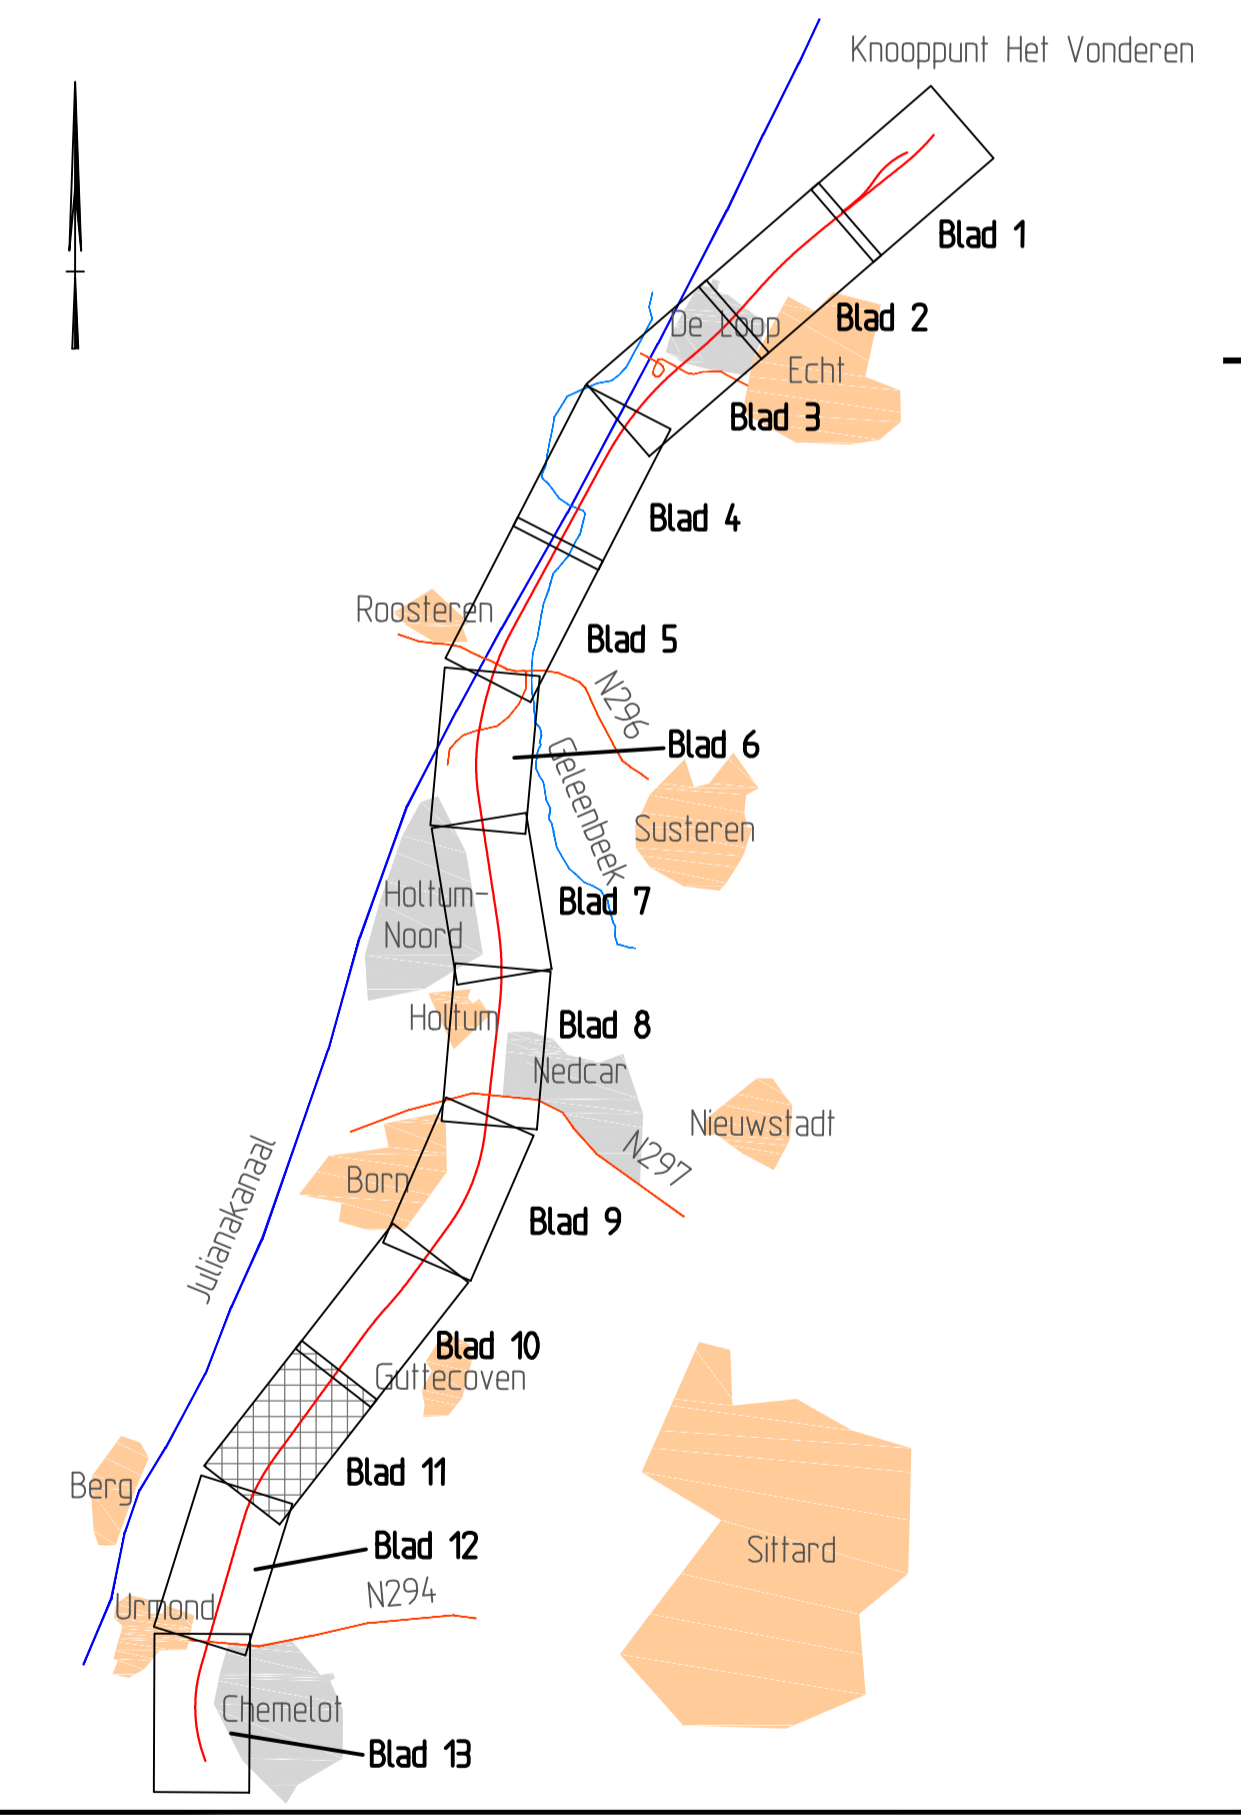 Knooppunt Het Vonderen
Blad 1
Blad 2
De Loop
Echt
Blad 3
Blad 4
Roosteren
Blad 5
N296
Blad 6
Geleenbeek
Susteren
Holtum-
Noord
Blad 7
Holtum
Blad 8
Nedcar
Nieuwstadt
N297
Born
Julianakanaal
Blad 9
Blad 10
Guttecoven
Blad 11
Berg
Blad 12
Sittard
N294
Urmond
Chemelot
Blad 13